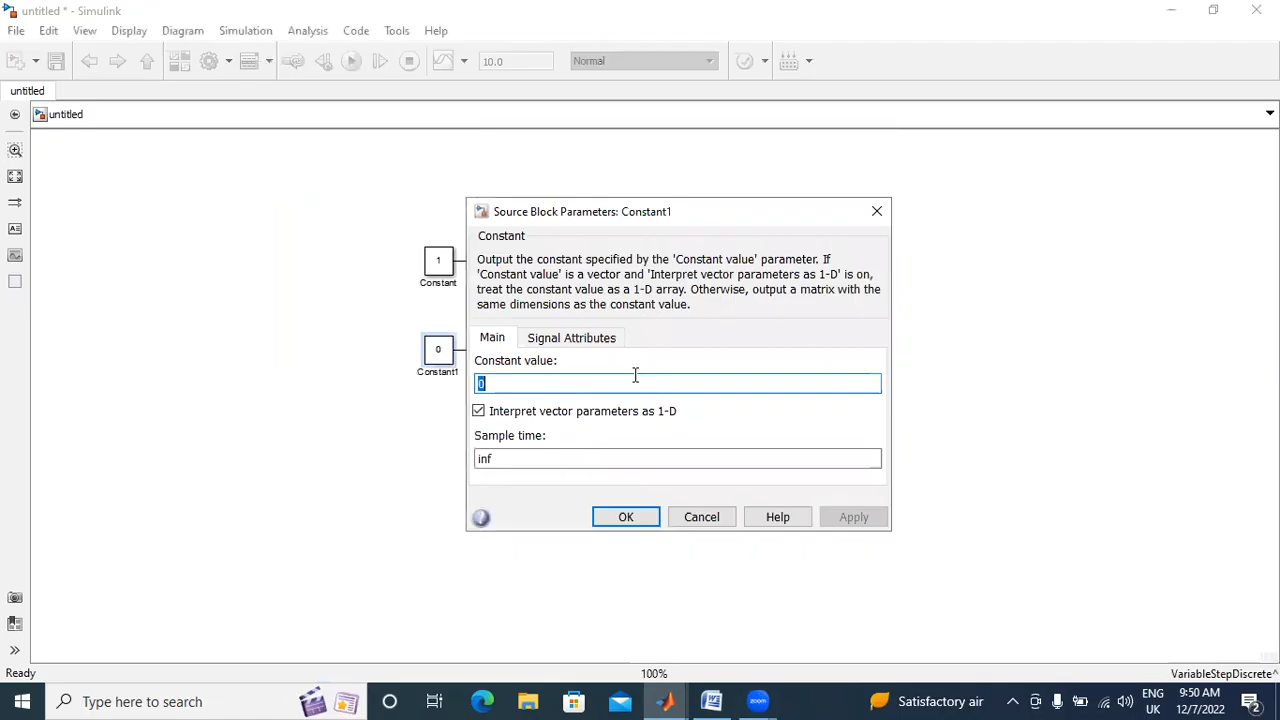 untitled * - Simulink
File Edit View Display Diagram Simulation Analysis Code Tools Help
10.0 Normal
untitled
untitled
Source Block Parameters: Constant1
Constant
Output the constant specified by the 'Constant value' parameter. If
'Constant value' is a vector and 'Interpret vector parameters as 1-D' is on,
treat the constant value as a 1-D array. Otherwise, output a matrix with the
same dimensions as the constant value.
1
Constant
0
Constant1
Main Signal Attributes
Constant value:
0
Interpret vector parameters as 1-D
Sample time:
inf
OK Cancel Help Apply
Ready 100% VariableStepDiscrete
Type here to search
zoom
Satisfactory air
ENG
UK
9:50 AM
12/7/2022
2